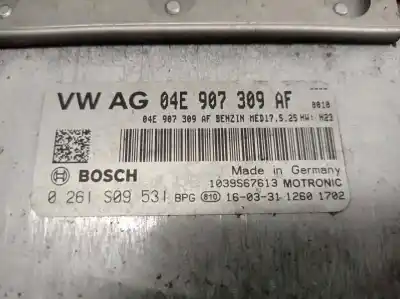 VW AG 04E 907 309 AF 0010
04E 907 309 AF BENZIN MED17.5.25 HW: H23
BOSCH
Made in Germany
1039S67613 MOTRONIC
0 261 S09 531 BPG 810 16-03-31 1260 1702